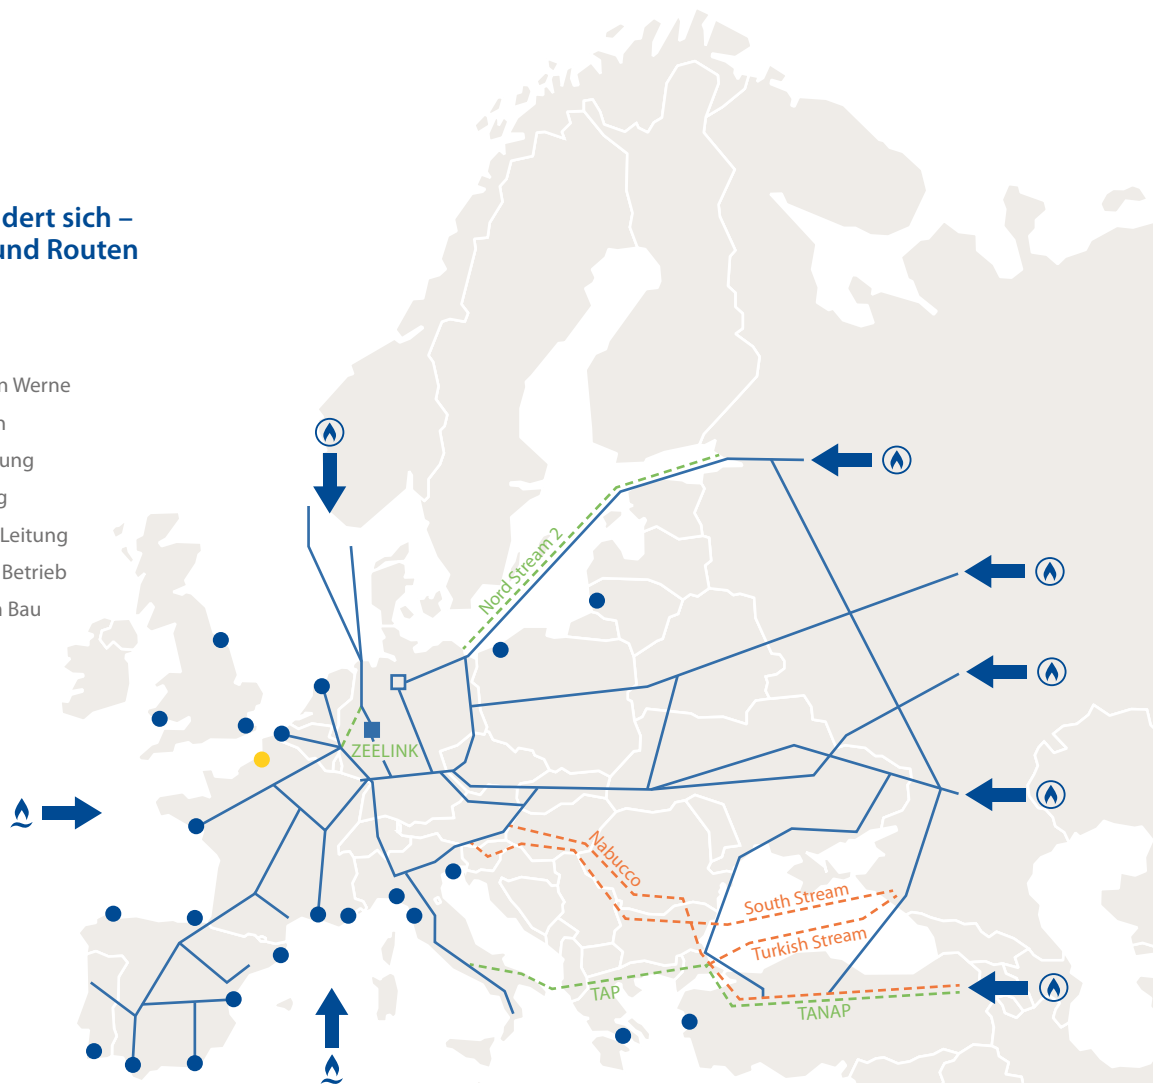 dert sich –
und Routen
n Werne
n
ung
g
Leitung
Betrieb
n Bau
Nord Stream 2
ZEELINK
Nabucco
South Stream
Turkish Stream
TAP
TANAP